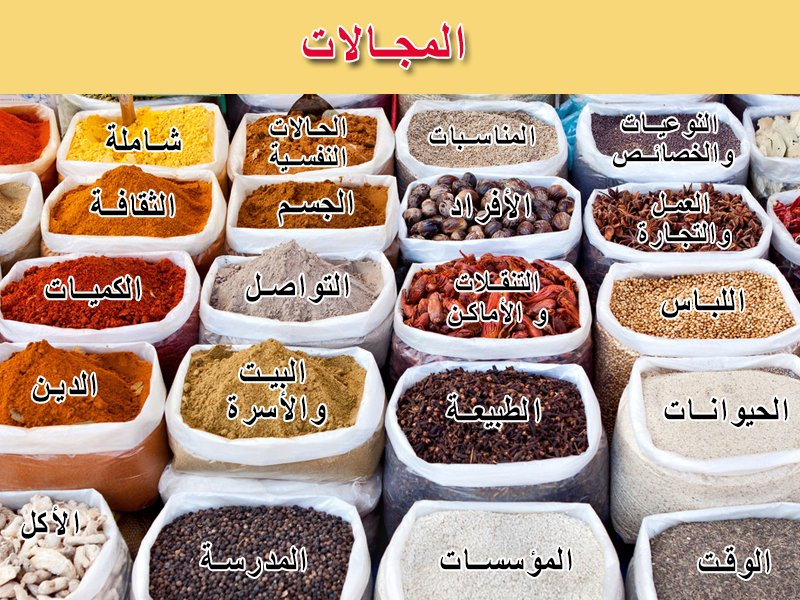 المجالات
النوعيات
والخصائص
المناسبات
الحالات
النفسية
شاملة
العمل
والتجارة
الأفراد
الجسم
الثقافة
اللباس
التنقلات
و الأماكن
التواصل
الكميات
الحيوانات
الطبيعة
البيت
والأسرة
الدين
الوقت
المؤسسات
المدرسة
الأكل